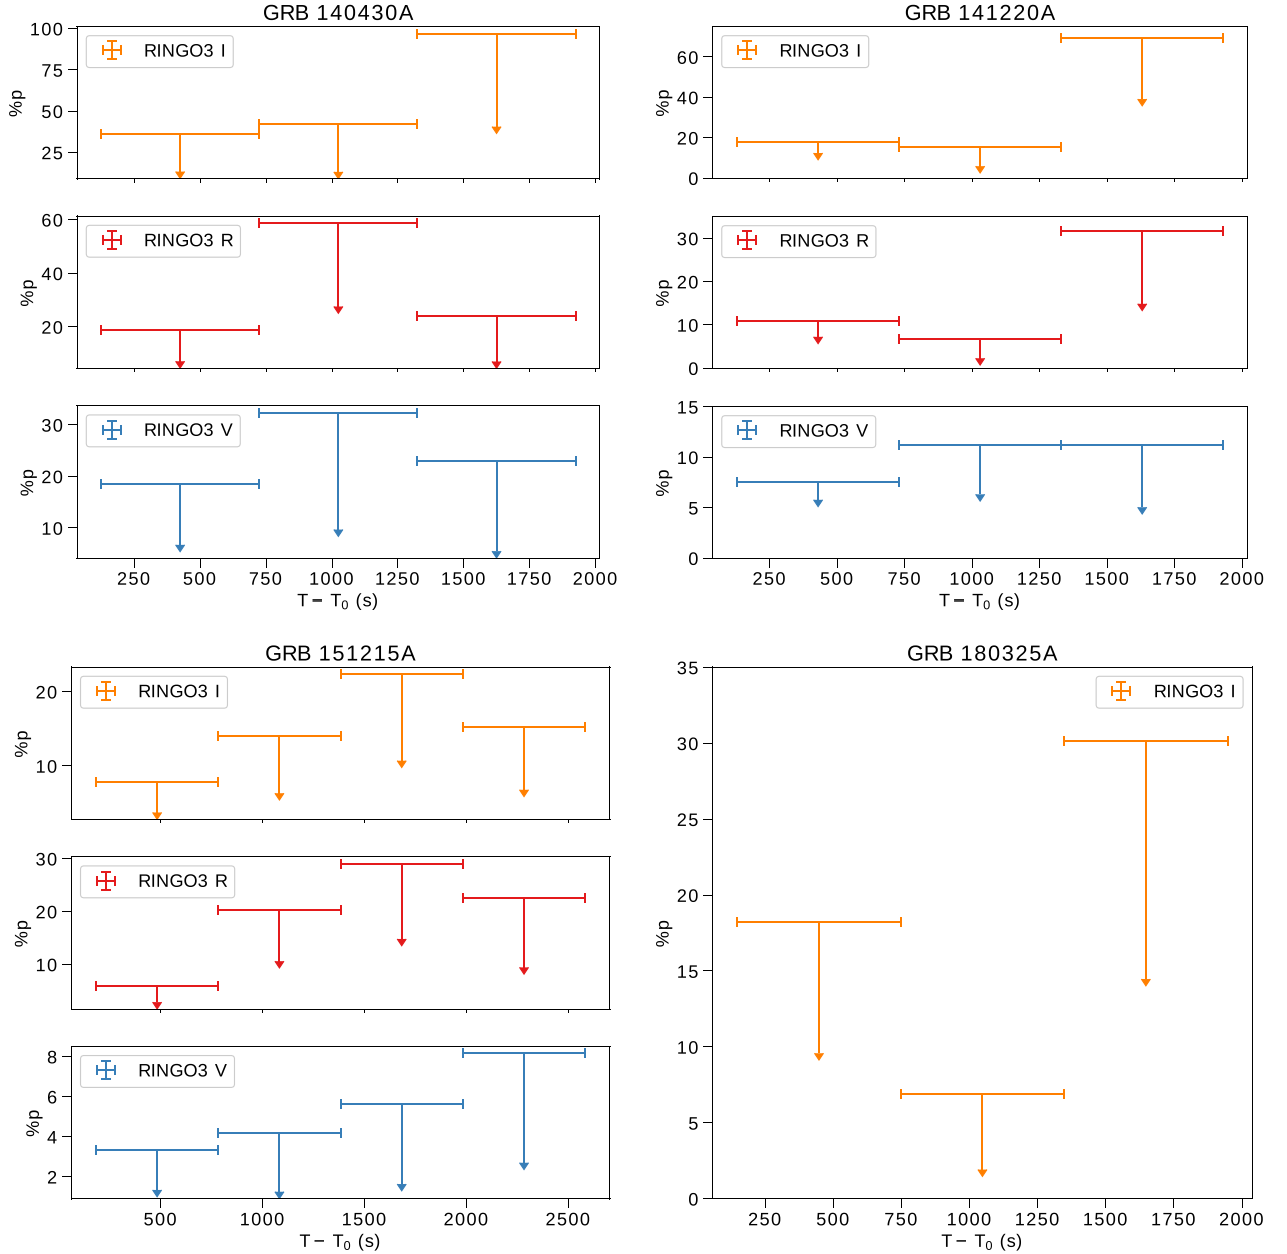 GRB 140430A
%p
100
75
50
25
RINGO3 I
%p
60
40
20
RINGO3 R
%p
30
20
10
RINGO3 V
250 500 750 1000 1250 1500 1750 2000
T − T₀ (s)
GRB 141220A
%p
60
40
20
0
RINGO3 I
%p
30
20
10
0
RINGO3 R
%p
15
10
5
0
RINGO3 V
250 500 750 1000 1250 1500 1750 2000
T − T₀ (s)
GRB 151215A
%p
20
10
RINGO3 I
%p
30
20
10
RINGO3 R
%p
8
6
4
2
RINGO3 V
500 1000 1500 2000 2500
T − T₀ (s)
GRB 180325A
%p
35
30
25
20
15
10
5
0
RINGO3 I
250 500 750 1000 1250 1500 1750 2000
T − T₀ (s)